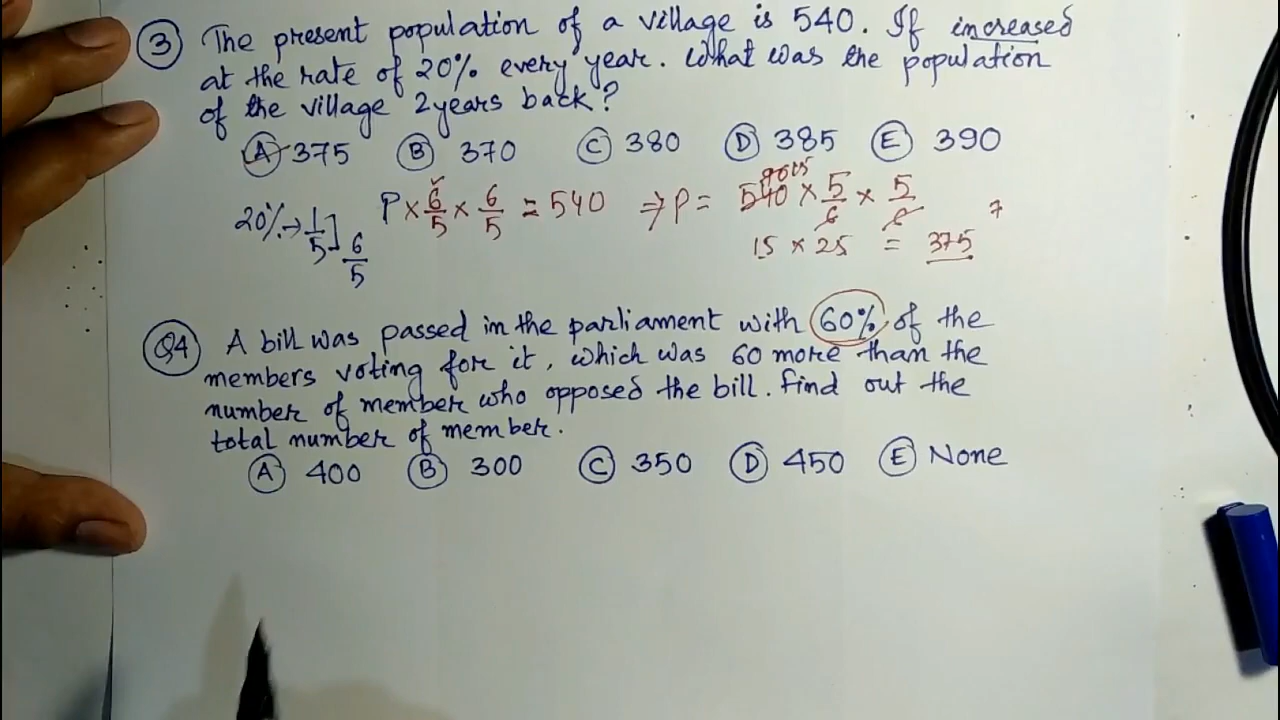 ③ The present population of a village is 540. If increased
at the rate of 20% every year. What was the population
of the village 2 years back?
Ⓐ 375 Ⓑ 370 Ⓒ 380 Ⓓ 385 Ⓔ 390
20% → 1/5] 6/5 P × 6/5 × 6/5 = 540 ⇒ P = 540 × 5/6 × 5/6
15 × 25 = 375
Q4 A bill was passed in the parliament with 60% of the
members voting for it, which was 60 more than the
number of member who opposed the bill. Find out the
total number of member.
Ⓐ 400 Ⓑ 300 Ⓒ 350 Ⓓ 450 Ⓔ None